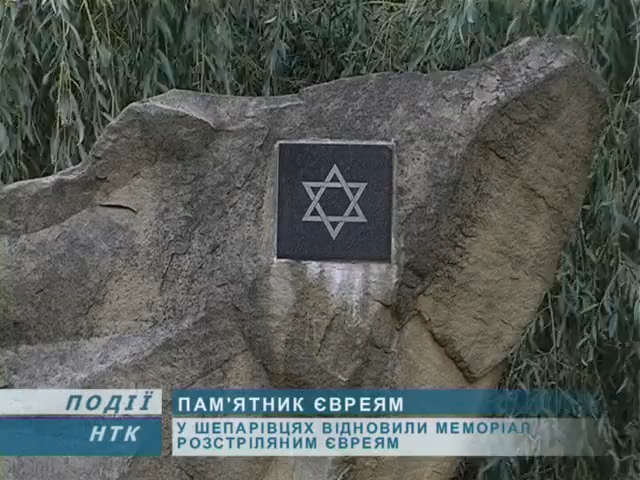 ПОДІЇ
НТК
ПАМ'ЯТНИК ЄВРЕЯМ
У ШЕПАРІВЦЯХ ВІДНОВИЛИ МЕМОРІАЛ
РОЗСТРІЛЯНИМ ЄВРЕЯМ